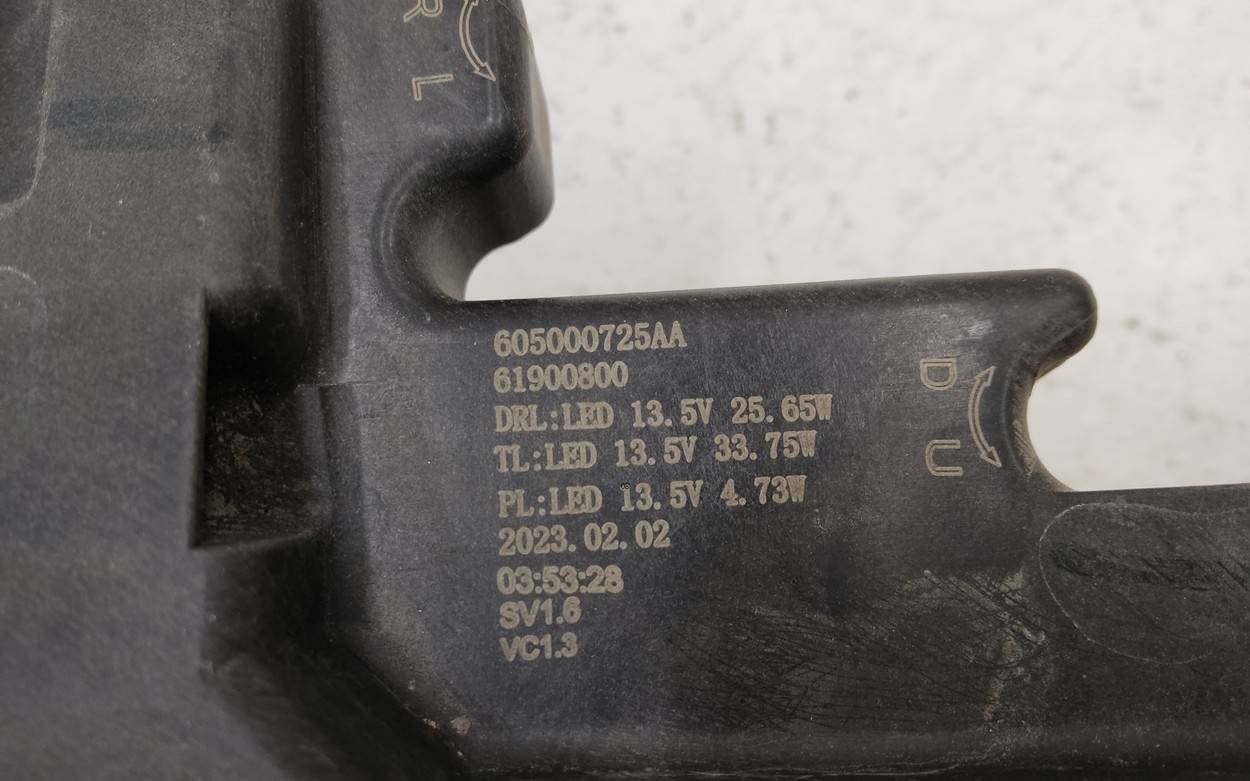 R
L
605000725AA
61900800
DRL:LED 13.5V 25.65W
TL:LED 13.5V 33.75W
PL:LED 13.5V 4.73W
2023.02.02
03:53:28
SV1.6
VC1.3
D
U